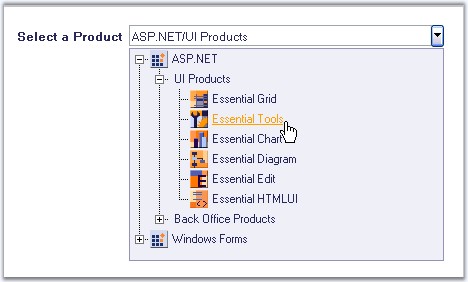 Select a Product ASP.NET/UI Products
ASP.NET
UI Products
Essential Grid
Essential Tools
Essential Chart
Essential Diagram
Essential Edit
Essential HTMLUI
Back Office Products
Windows Forms